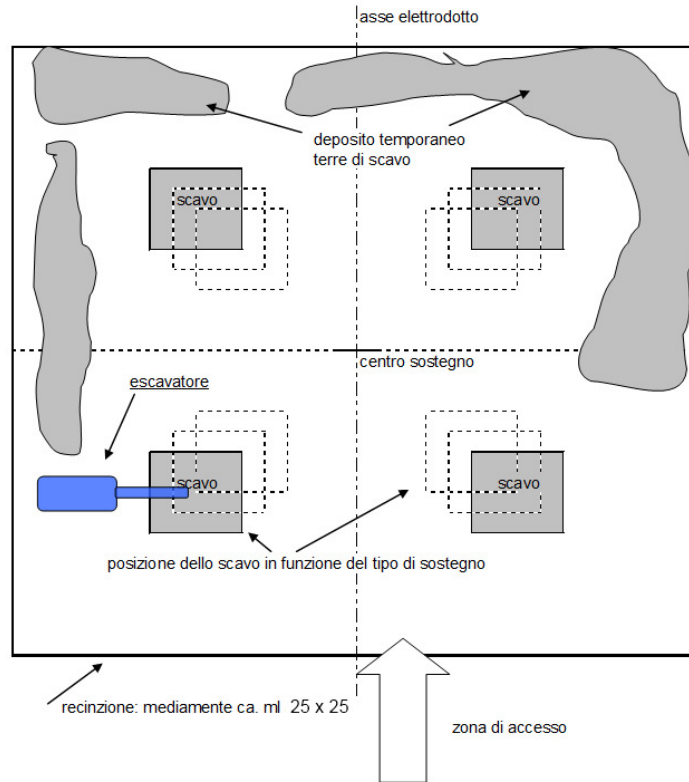 asse elettrodotto
deposito temporaneo
terre di scavo
scavo
scavo
centro sostegno
escavatore
scavo
scavo
posizione dello scavo in funzione del tipo di sostegno
recinzione: mediamente ca. ml 25 x 25
zona di accesso